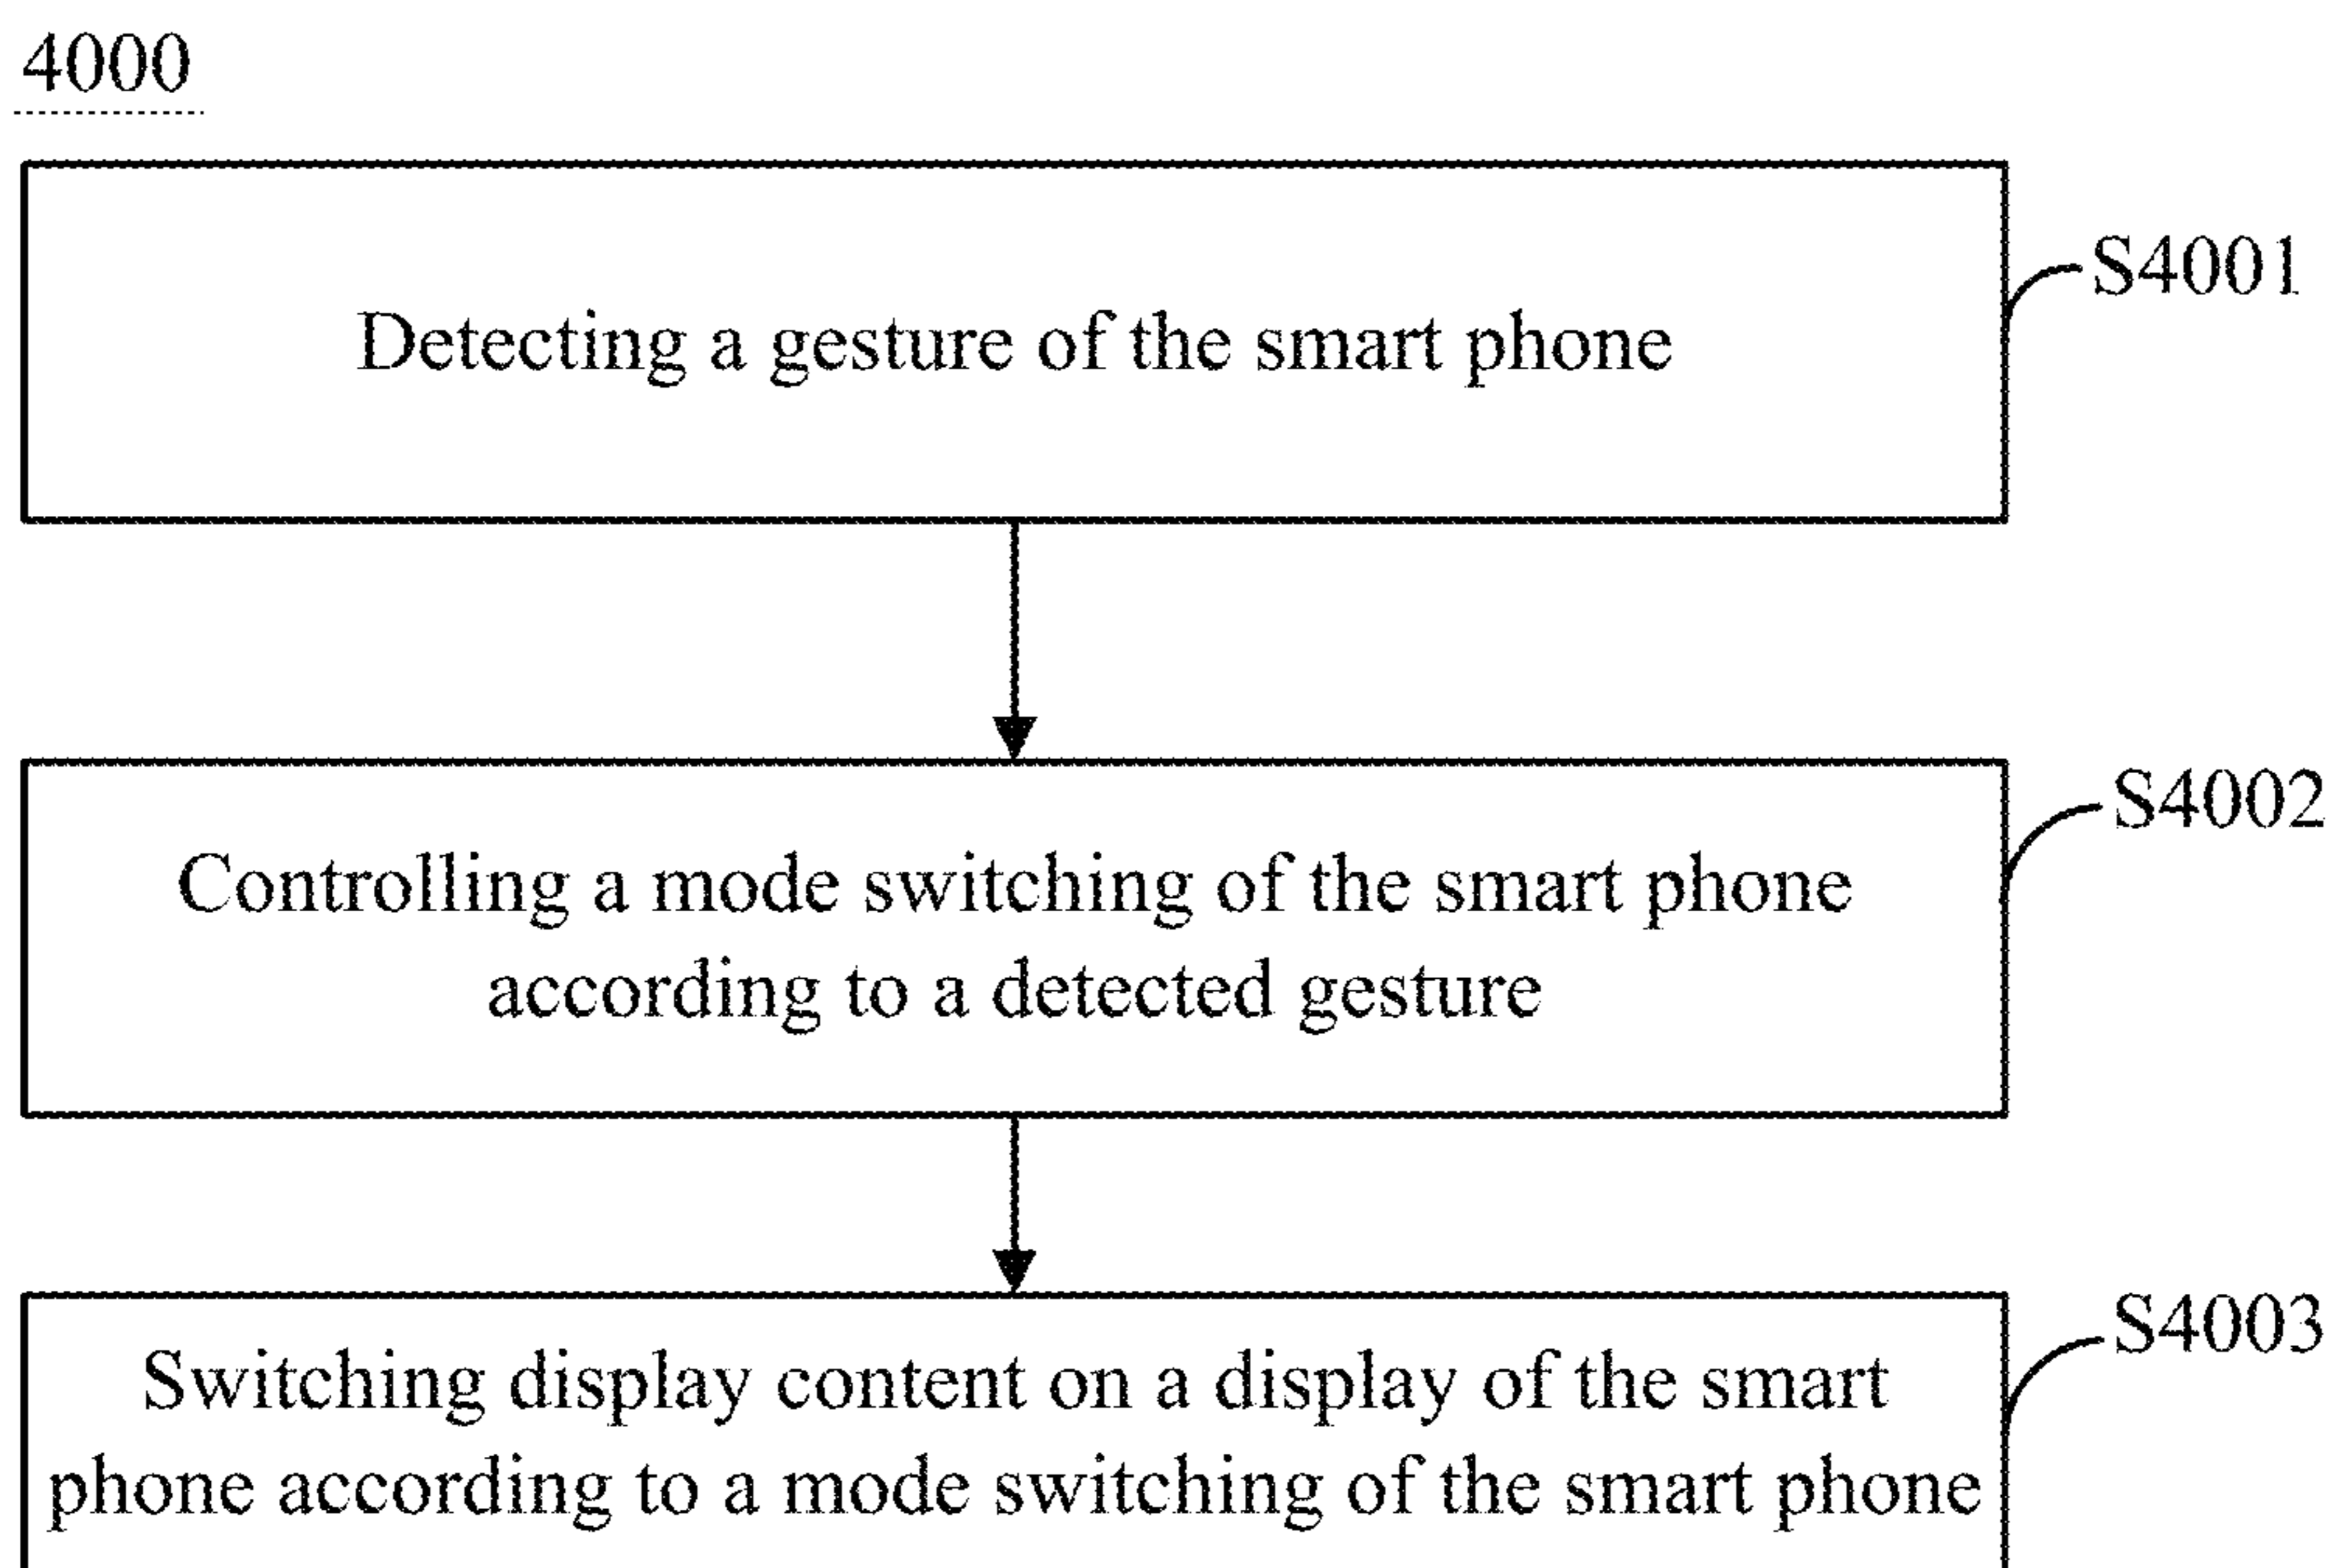 4000
S4001
Detecting a gesture of the smart phone
S4002
Controlling a mode switching of the smart phone
according to a detected gesture
S4003
Switching display content on a display of the smart
phone according to a mode switching of the smart phone